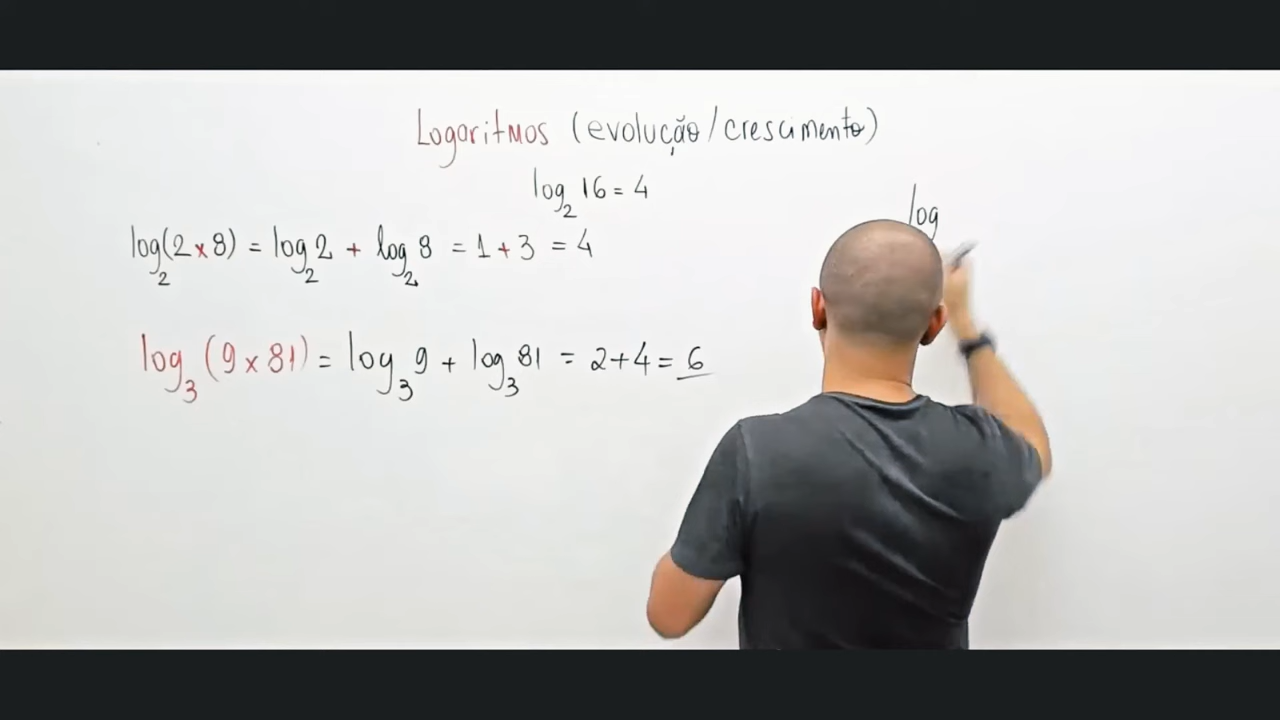 Logaritmos (evolução/crescimento)
log₂ 16 = 4
log
log₂(2 x 8) = log₂ 2 + log₂ 8 = 1 + 3 = 4
log₃ (9 x 81) = log₃ 9 + log₃ 81 = 2 + 4 = 6